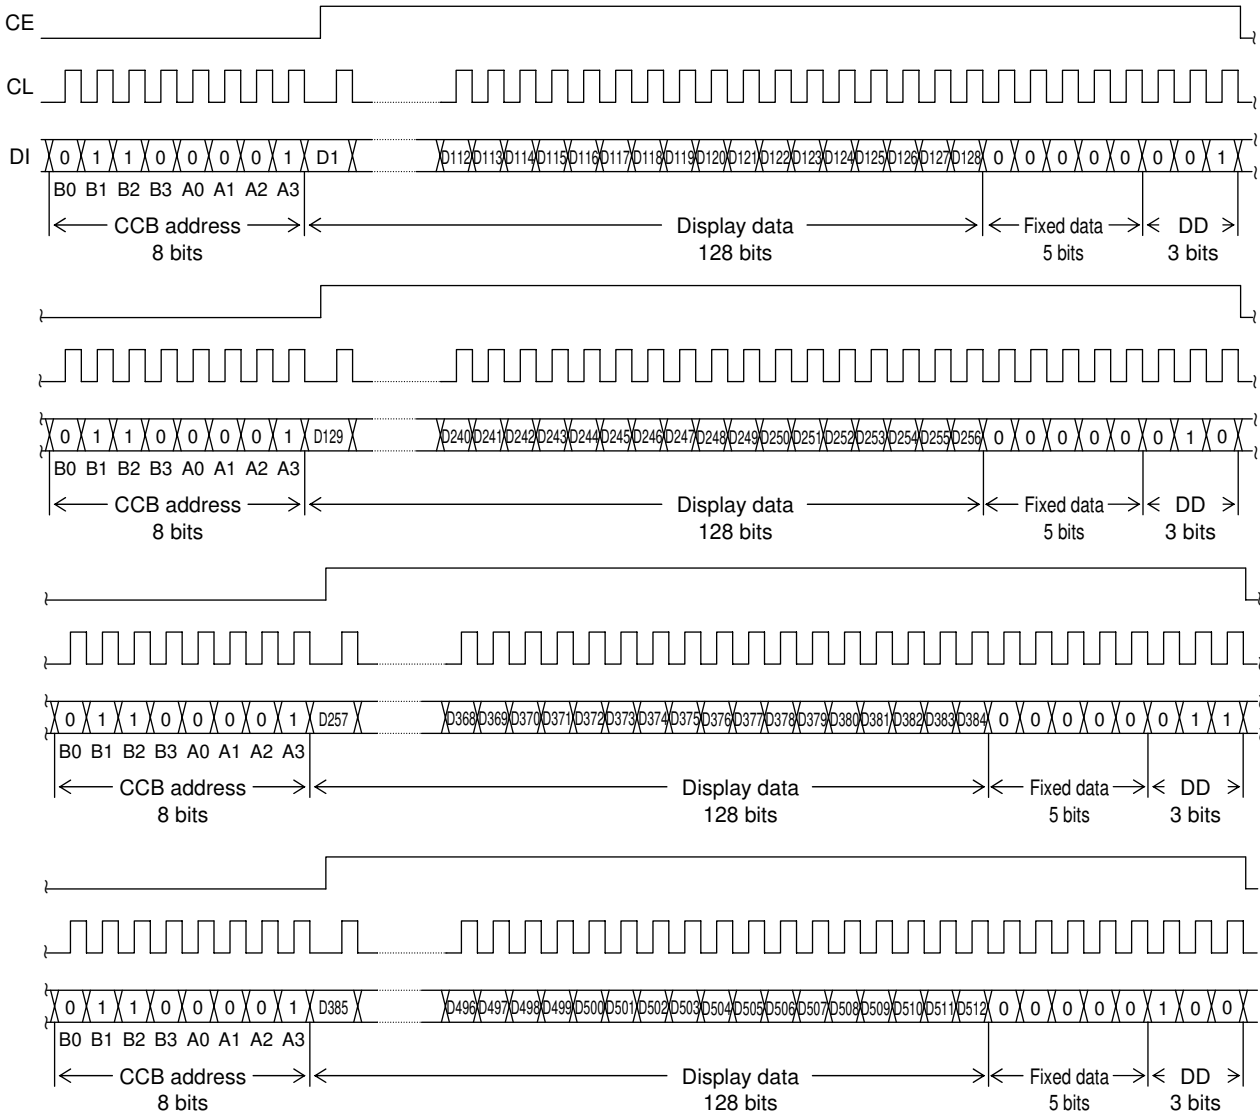 CE
CL
DI 0 1 1 0 0 0 0 1 D1 D112 D113 D114 D115 D116 D117 D118 D119 D120 D121 D122 D123 D124 D125 D126 D127 D128 0 0 0 0 0 0 0 1
B0 B1 B2 B3 A0 A1 A2 A3
CCB address Display data Fixed data DD
8 bits 128 bits 5 bits 3 bits
0 1 1 0 0 0 0 1 D129 D240 D241 D242 D243 D244 D245 D246 D247 D248 D249 D250 D251 D252 D253 D254 D255 D256 0 0 0 0 0 0 1 0
B0 B1 B2 B3 A0 A1 A2 A3
CCB address Display data Fixed data DD
8 bits 128 bits 5 bits 3 bits
0 1 1 0 0 0 0 1 D257 D368 D369 D370 D371 D372 D373 D374 D375 D376 D377 D378 D379 D380 D381 D382 D383 D384 0 0 0 0 0 0 1 1
B0 B1 B2 B3 A0 A1 A2 A3
CCB address Display data Fixed data DD
8 bits 128 bits 5 bits 3 bits
0 1 1 0 0 0 0 1 D385 D496 D497 D498 D499 D500 D501 D502 D503 D504 D505 D506 D507 D508 D509 D510 D511 D512 0 0 0 0 0 1 0 0
B0 B1 B2 B3 A0 A1 A2 A3
CCB address Display data Fixed data DD
8 bits 128 bits 5 bits 3 bits